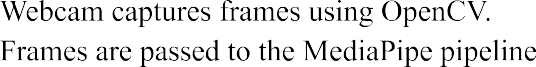 Webcam captures frames using OpenCV.
Frames are passed to the MediaPipe pipeline